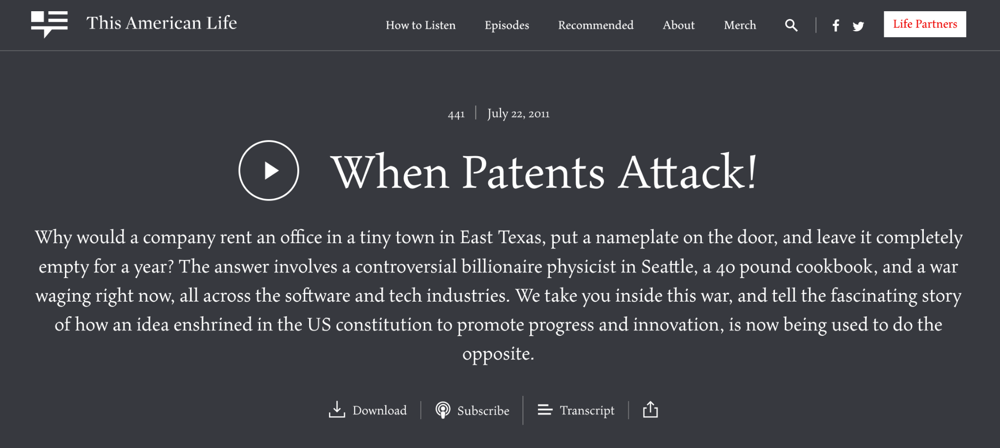 This American Life
How to Listen
Episodes
Recommended
About
Merch
Life Partners
441
July 22, 2011
When Patents Attack!
Why would a company rent an office in a tiny town in East Texas, put a nameplate on the door, and leave it completely
empty for a year? The answer involves a controversial billionaire physicist in Seattle, a 40 pound cookbook, and a war
waging right now, all across the software and tech industries. We take you inside this war, and tell the fascinating story
of how an idea enshrined in the US constitution to promote progress and innovation, is now being used to do the
opposite.
Download
Subscribe
Transcript